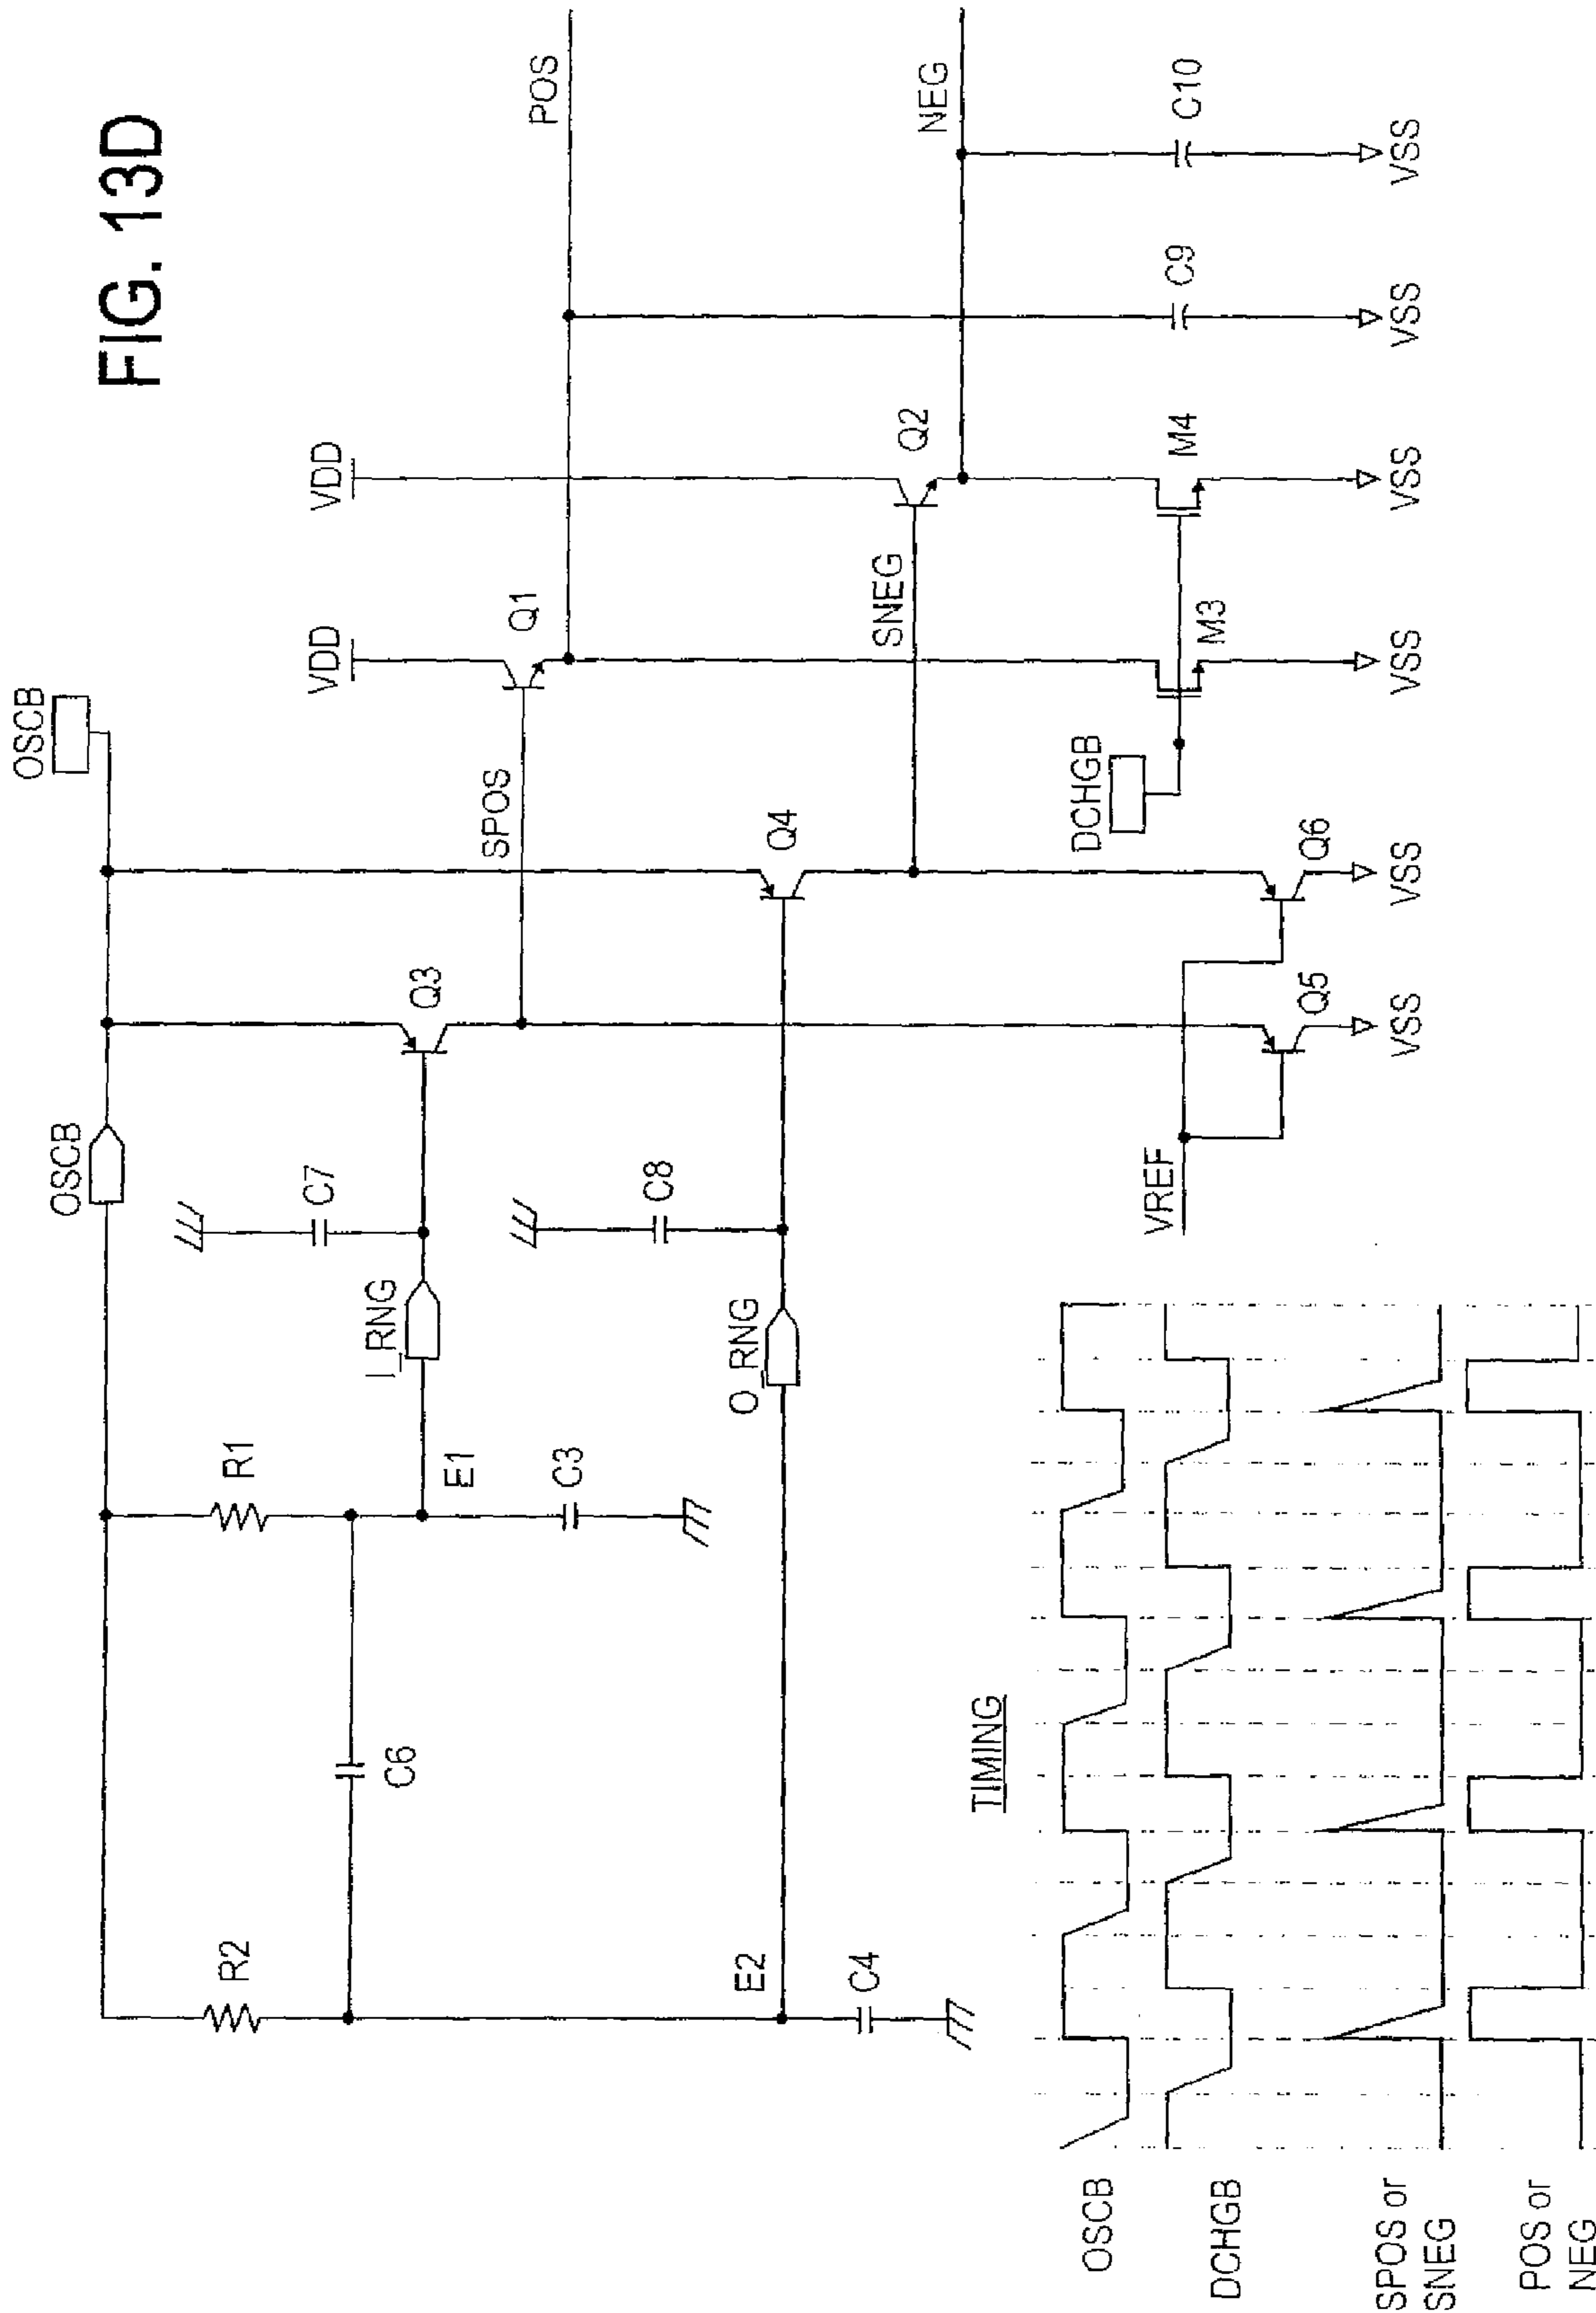 FIG. 13D
OSCB
OSCB
VDD
VDD
POS
R2
R1
C7
I_RNG
Q3
SPOS
Q1
C6
E1
C3
C8
O_RNG
Q4
SNEG
Q2
NEG
E2
C4
VREF
Q5
Q6
DCHGB
M3
M4
C9
C10
VSS
VSS
VSS
VSS
VSS
VSS
TIMING
OSCB
DCHGB
SPOS or
SNEG
POS or
NEG